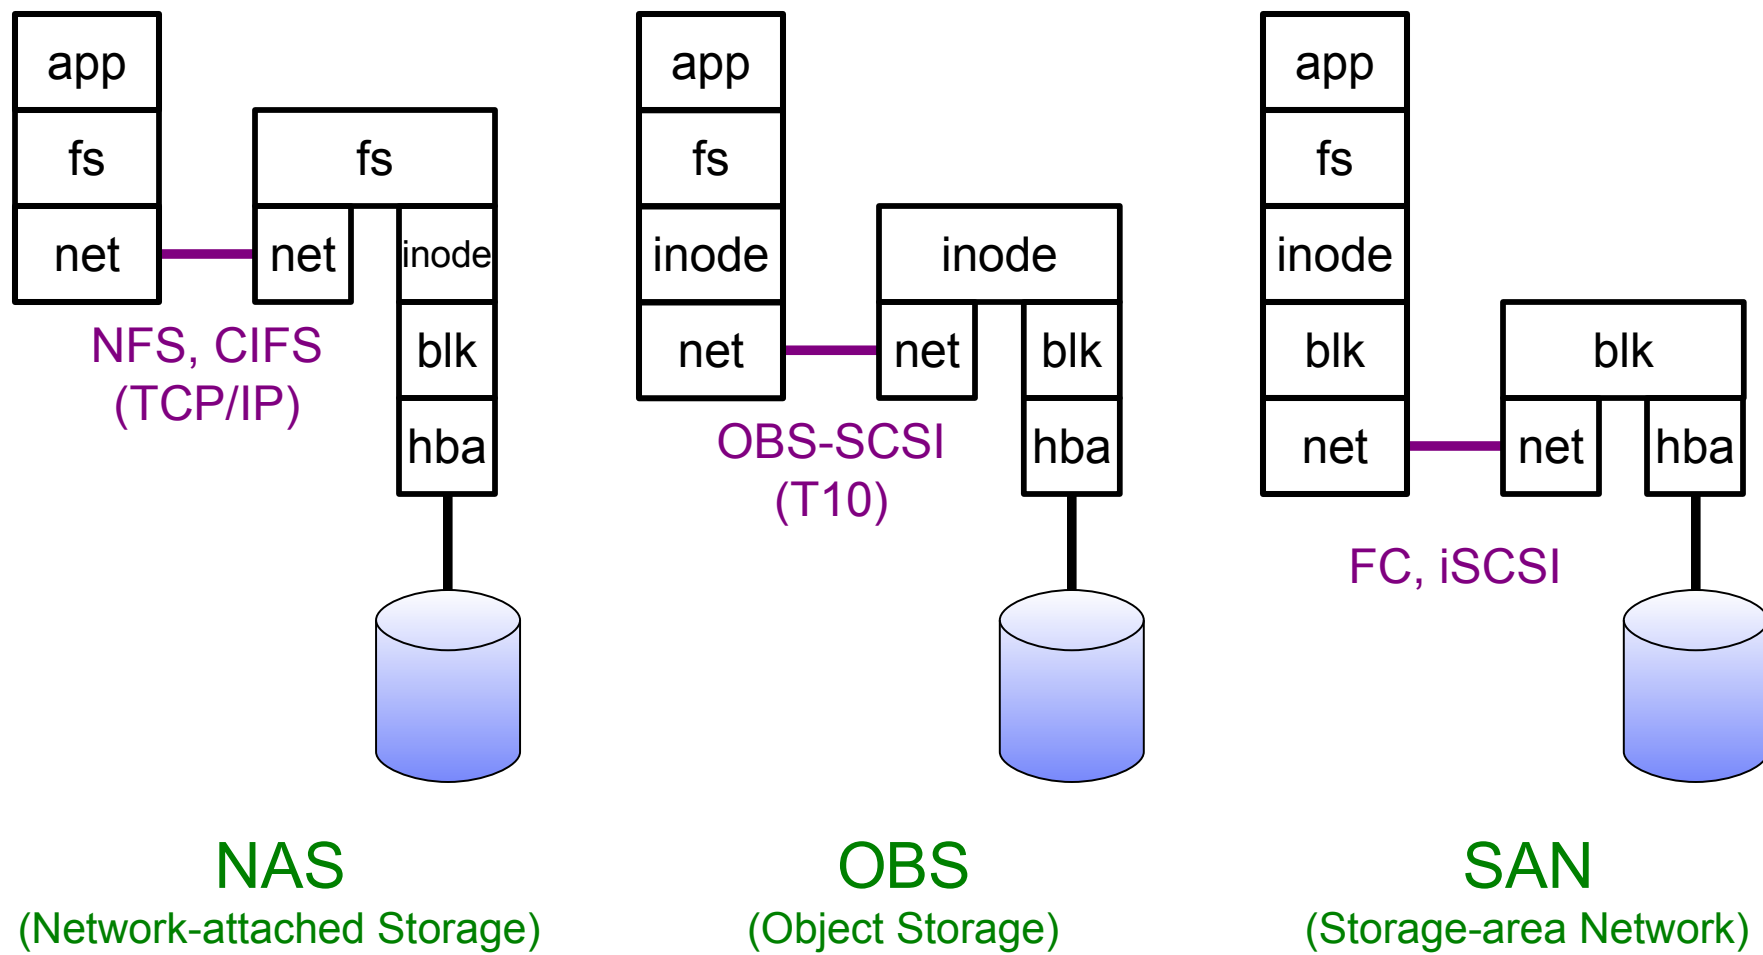 app
fs
net
fs
net
inode
blk
hba
NFS, CIFS
(TCP/IP)
NAS
(Network-attached Storage)
app
fs
inode
net
inode
net
blk
hba
OBS-SCSI
(T10)
OBS
(Object Storage)
app
fs
inode
blk
net
blk
net
hba
FC, iSCSI
SAN
(Storage-area Network)